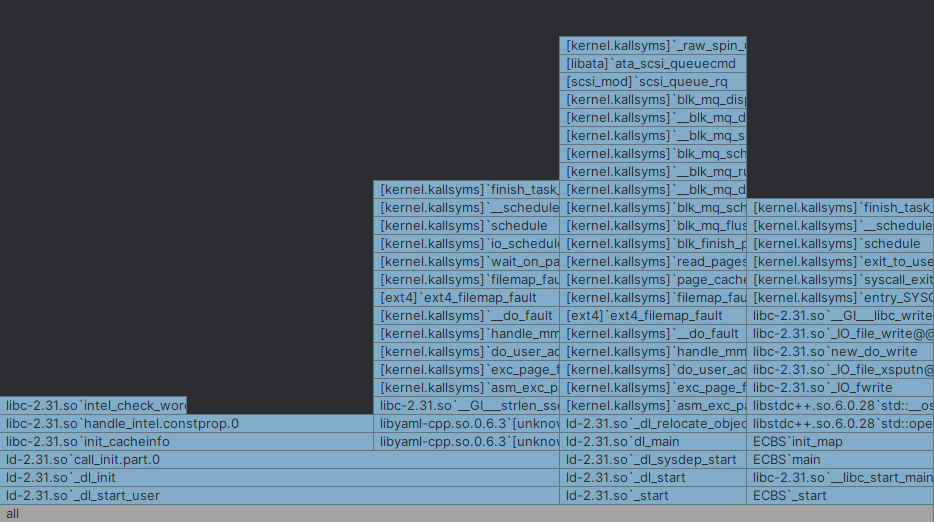 [kernel.kallsyms]`_raw_spin_
[libata]`ata_scsi_queuecmd
[scsi_mod]`scsi_queue_rq
[kernel.kallsyms]`blk_mq_disp
[kernel.kallsyms]`__blk_mq_d
[kernel.kallsyms]`__blk_mq_s
[kernel.kallsyms]`blk_mq_sch
[kernel.kallsyms]`__blk_mq_ru
[kernel.kallsyms]`finish_task_ [kernel.kallsyms]`__blk_mq_d
[kernel.kallsyms]`__schedule [kernel.kallsyms]`blk_mq_sch [kernel.kallsyms]`finish_task_
[kernel.kallsyms]`schedule [kernel.kallsyms]`blk_mq_flus [kernel.kallsyms]`__schedule
[kernel.kallsyms]`io_schedule [kernel.kallsyms]`blk_finish_p [kernel.kallsyms]`schedule
[kernel.kallsyms]`wait_on_pa [kernel.kallsyms]`read_pages [kernel.kallsyms]`exit_to_use
[kernel.kallsyms]`filemap_fau [kernel.kallsyms]`page_cache [kernel.kallsyms]`syscall_exit
[ext4]`ext4_filemap_fault [kernel.kallsyms]`filemap_fau [kernel.kallsyms]`entry_SYSC
[kernel.kallsyms]`__do_fault [ext4]`ext4_filemap_fault libc-2.31.so`__GI___libc_write
[kernel.kallsyms]`handle_mm [kernel.kallsyms]`__do_fault libc-2.31.so`_IO_file_write@@
[kernel.kallsyms]`do_user_ad [kernel.kallsyms]`handle_mm libc-2.31.so`new_do_write
[kernel.kallsyms]`exc_page_f [kernel.kallsyms]`do_user_ad libc-2.31.so`_IO_file_xsputn@
[kernel.kallsyms]`asm_exc_p [kernel.kallsyms]`exc_page_f libc-2.31.so`_IO_fwrite
libc-2.31.so`intel_check_word libc-2.31.so`__GI___strlen_sse [kernel.kallsyms]`asm_exc_pa libstdc++.so.6.0.28`std::__os
libc-2.31.so`handle_intel.constprop.0 libyaml-cpp.so.0.6.3`[unknow ld-2.31.so`_dl_relocate_objec libstdc++.so.6.0.28`std::ope
libc-2.31.so`init_cacheinfo libyaml-cpp.so.0.6.3`[unknow ld-2.31.so`dl_main ECBS`init_map
ld-2.31.so`call_init.part.0 ld-2.31.so`_dl_sysdep_start ECBS`main
ld-2.31.so`_dl_init ld-2.31.so`_dl_start libc-2.31.so`__libc_start_main
ld-2.31.so`_dl_start_user ld-2.31.so`_start ECBS`_start
all